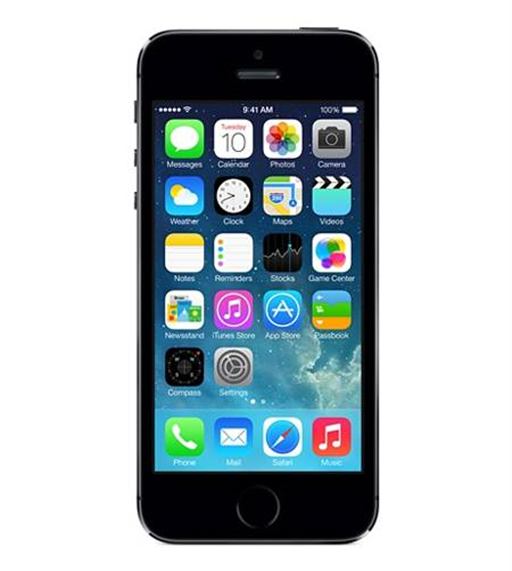 9:41 AM 100%
Tuesday
10
Messages Calendar Photos Camera
280
Weather Clock Maps Videos
Notes Reminders Stocks Game Center
Newsstand iTunes Store App Store Passbook
Compass Settings
Phone Mail Safari Music